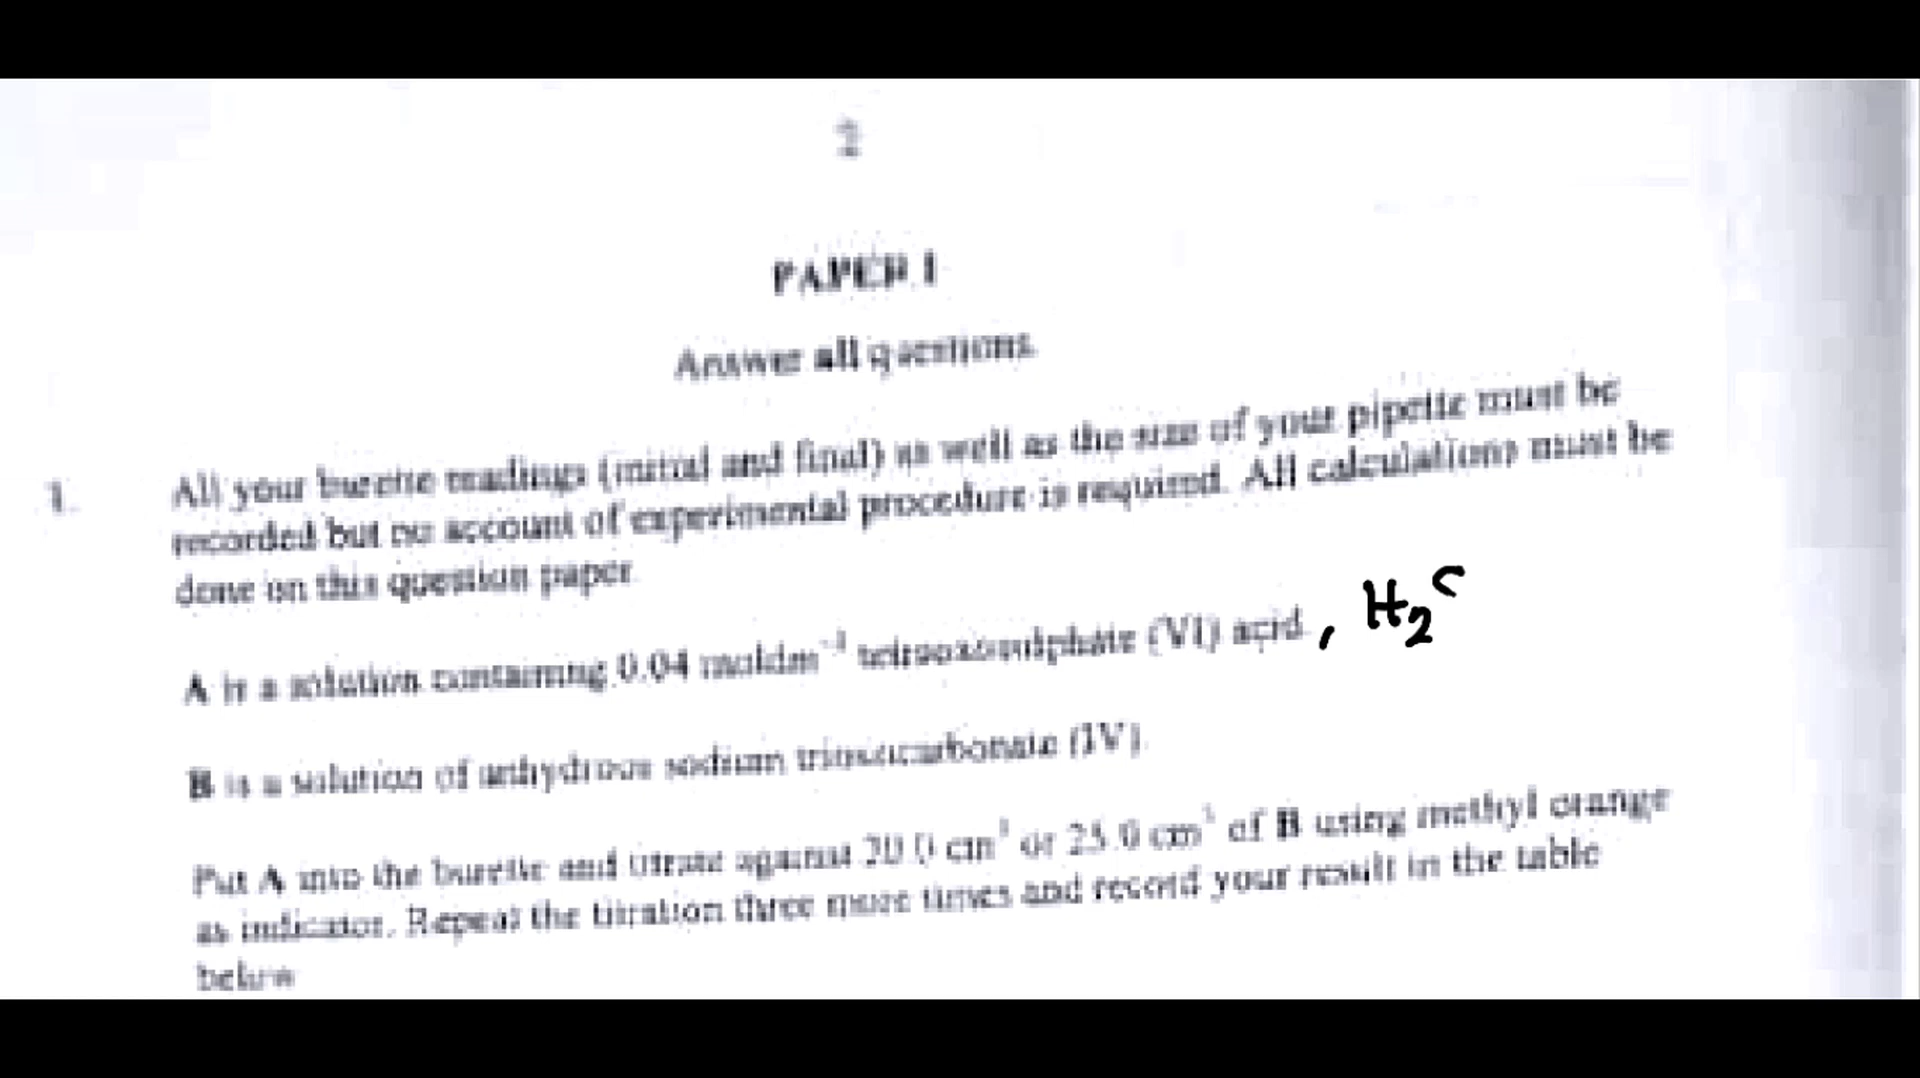 2
PAPER 1
Answer all questions
1. All your burette readings (initial and final) as well as the size of your pipette must be
recorded but no account of experimental procedure is required. All calculations must be
done on this question paper
A is a solution containing 0.04 moldm⁻³ tetraoxosulphate (VI) acid , H₂S
B is a solution of anhydrous sodium trioxocarbonate (IV)
Put A into the burette and titrate against 20.0 cm³ or 25.0 cm³ of B using methyl orange
as indicator. Repeat the titration three more times and record your result in the table
below